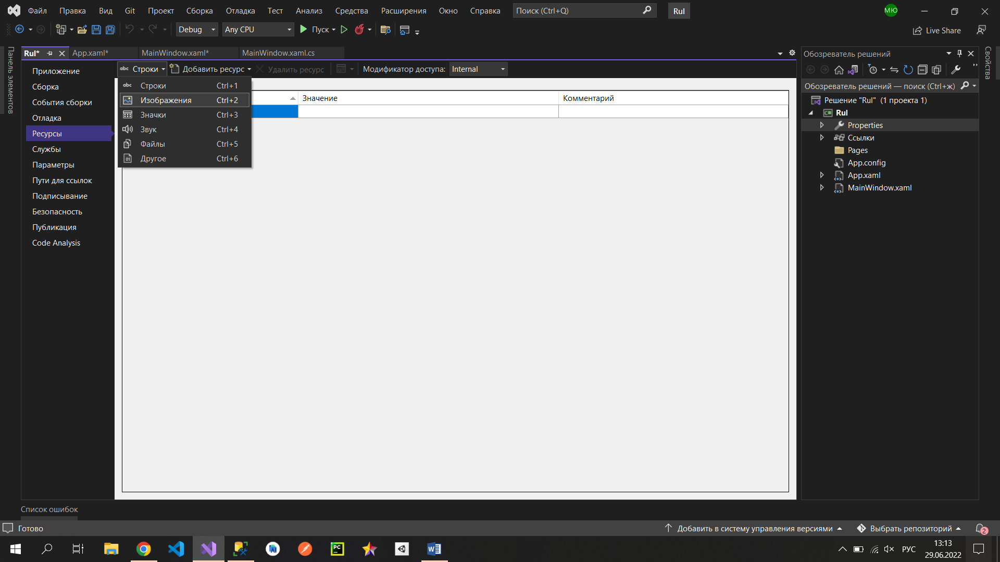 Файл Правка Вид Git Проект Сборка Отладка Тест Анализ Средства Расширения Окно Справка Поиск (Ctrl+Q) Rul МЮ
Debug Any CPU Пуск Live Share
Панель элементов
Rul* App.xaml* MainWindow.xaml* MainWindow.xaml.cs
Приложение
Сборка
События сборки
Отладка
Ресурсы
Службы
Параметры
Пути для ссылок
Подписывание
Безопасность
Публикация
Code Analysis
abc Строки Добавить ресурс Удалить ресурс Модификатор доступа: Internal
abc Строки Ctrl+1
Изображения Ctrl+2
Значки Ctrl+3
Звук Ctrl+4
Файлы Ctrl+5
Другое Ctrl+6
Значение Комментарий
Обозреватель решений
Обозреватель решений — поиск (Ctrl+ж)
Решение "Rul" (1 проекта 1)
C# Rul
Properties
Ссылки
Pages
App.config
App.xaml
MainWindow.xaml
Свойства
Список ошибок
Готово Добавить в систему управления версиями Выбрать репозиторий 2
PC W РУС 13:13
29.06.2022